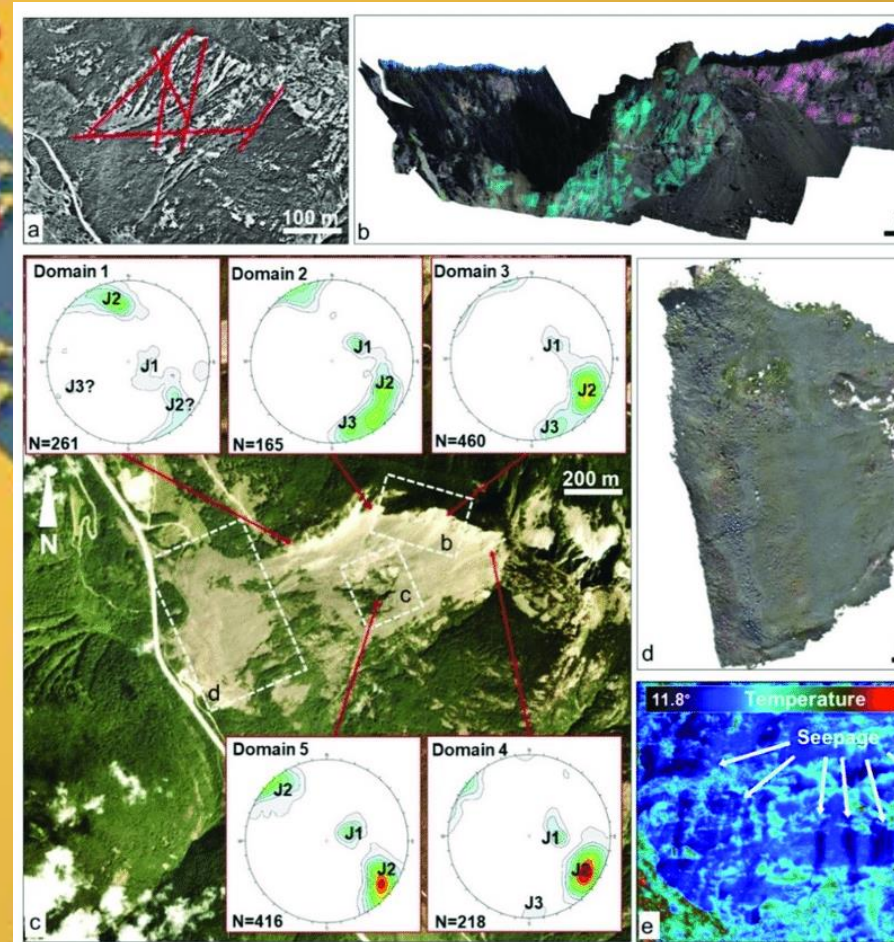 100 m
a
b
Domain 1
J2
J1
J3?
J2?
N=261
Domain 2
J1
J2
J3
N=165
Domain 3
J1
J2
J3
N=460
200 m
N
b
c
d
c
Domain 5
J2
J1
J2
N=416
Domain 4
J1
J2
J3
N=218
d
11.8° Temperature
Seepage
e